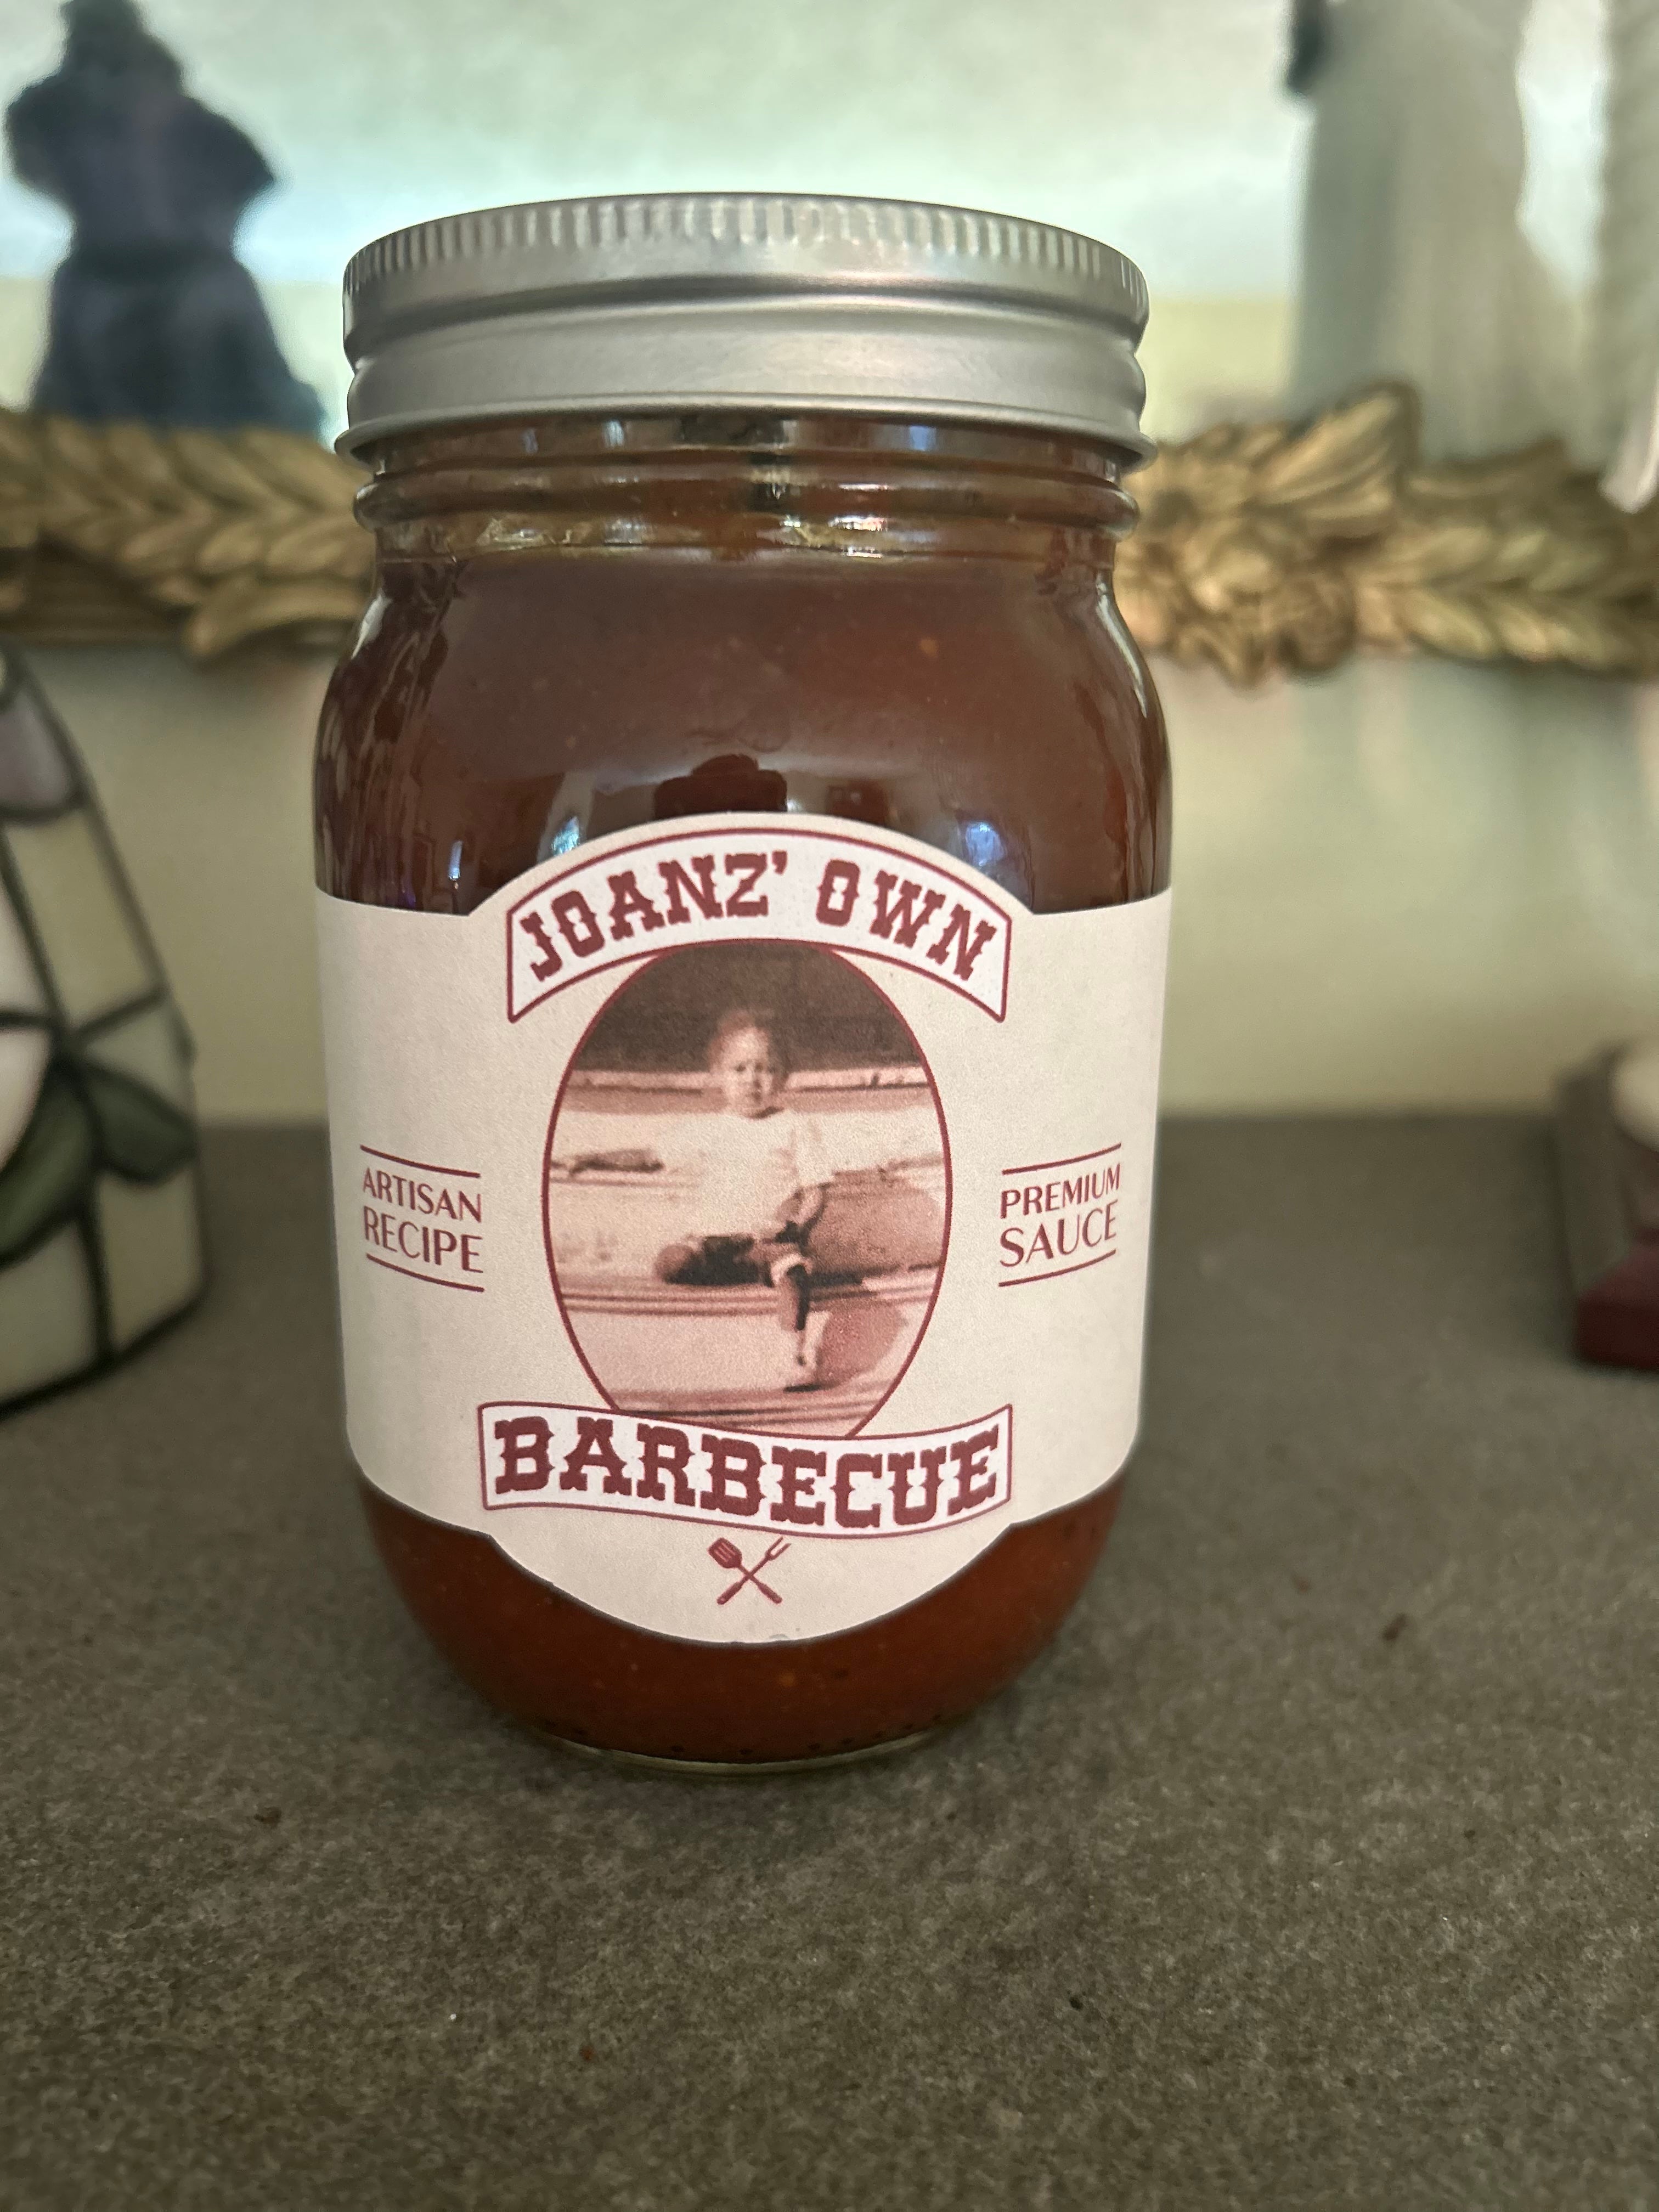 JOANZ' OWN
ARTISAN
RECIPE
PREMIUM
SAUCE
BARBECUE